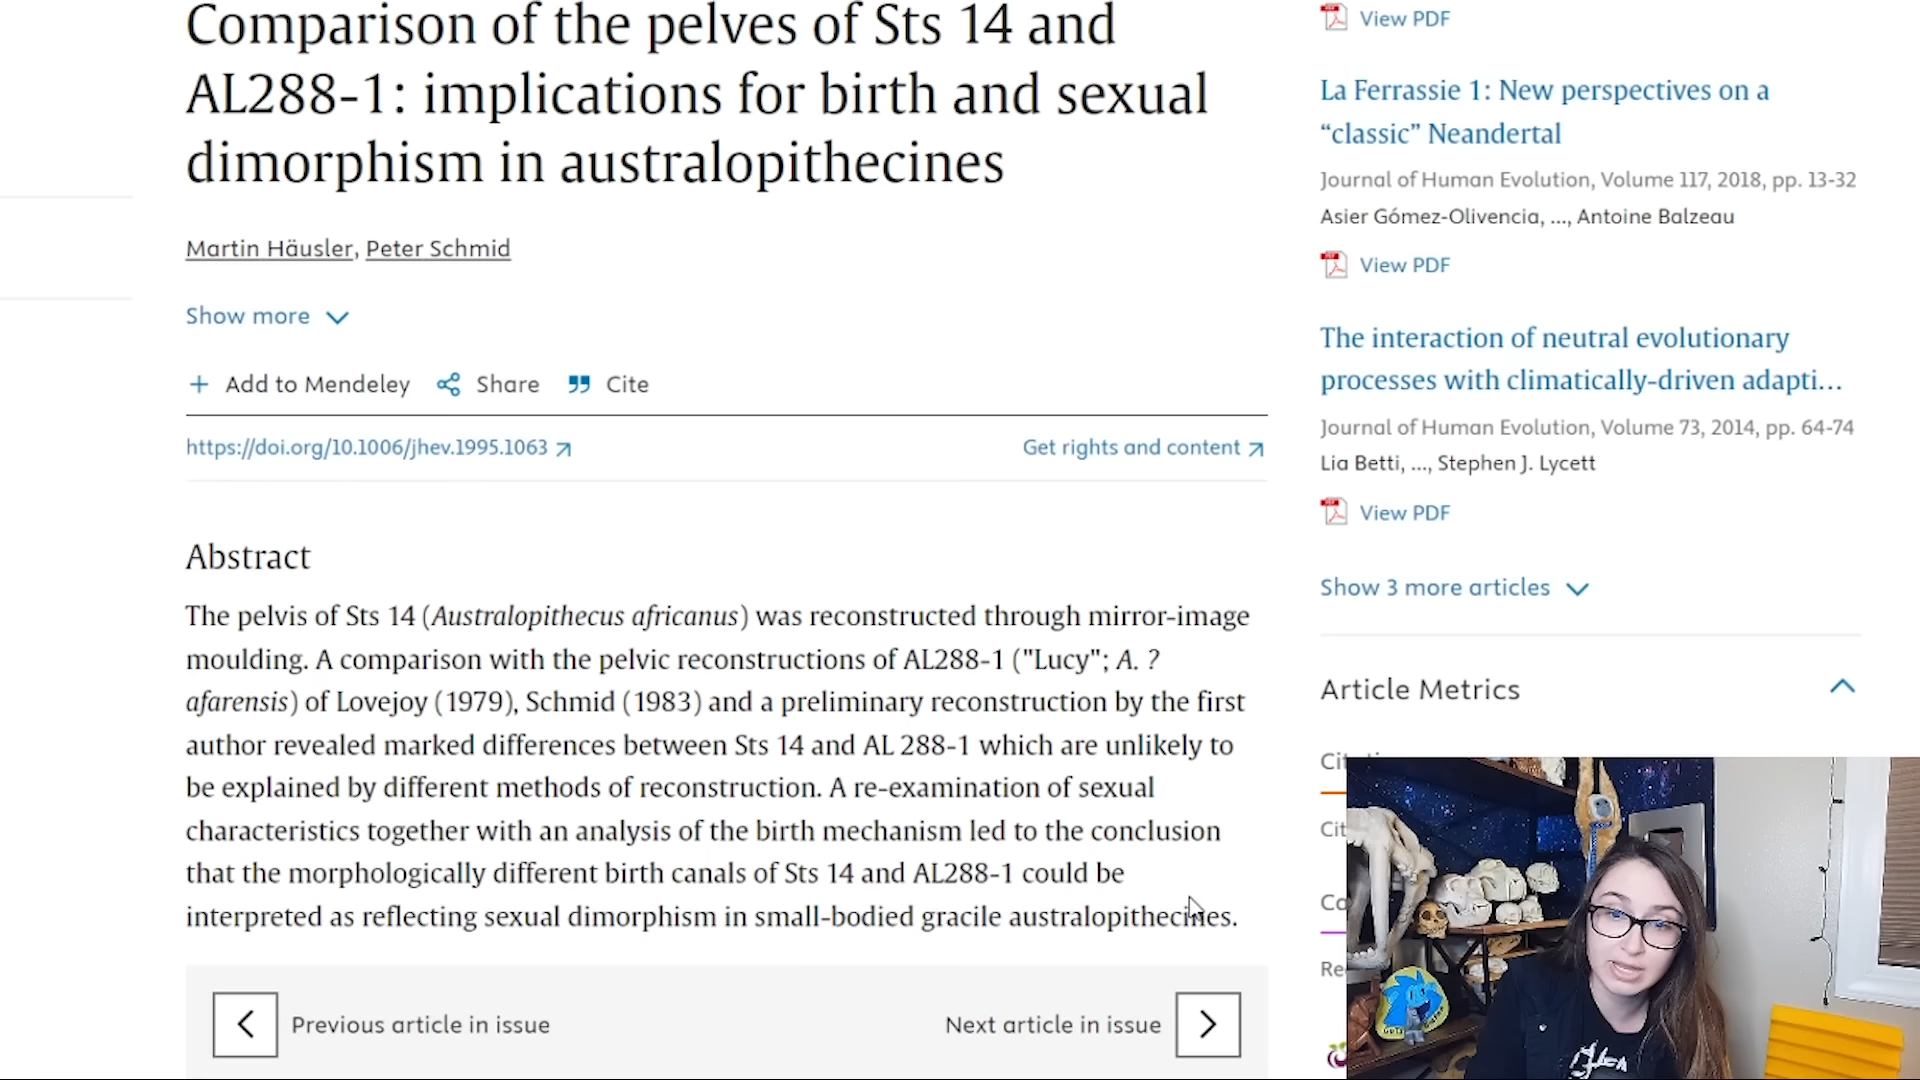 Comparison of the pelves of Sts 14 and
AL288-1: implications for birth and sexual
dimorphism in australopithecines
Martin Häusler, Peter Schmid
Show more
Add to Mendeley Share Cite
https://doi.org/10.1006/jhev.1995.1063
Get rights and content
Abstract
The pelvis of Sts 14 (Australopithecus africanus) was reconstructed through mirror-image
moulding. A comparison with the pelvic reconstructions of AL288-1 ("Lucy"; A. ?
afarensis) of Lovejoy (1979), Schmid (1983) and a preliminary reconstruction by the first
author revealed marked differences between Sts 14 and AL 288-1 which are unlikely to
be explained by different methods of reconstruction. A re-examination of sexual
characteristics together with an analysis of the birth mechanism led to the conclusion
that the morphologically different birth canals of Sts 14 and AL288-1 could be
interpreted as reflecting sexual dimorphism in small-bodied gracile australopithecines.
Previous article in issue
Next article in issue
View PDF
La Ferrassie 1: New perspectives on a
“classic” Neandertal
Journal of Human Evolution, Volume 117, 2018, pp. 13-32
Asier Gómez-Olivencia, ..., Antoine Balzeau
View PDF
The interaction of neutral evolutionary
processes with climatically-driven adapti...
Journal of Human Evolution, Volume 73, 2014, pp. 64-74
Lia Betti, ..., Stephen J. Lycett
View PDF
Show 3 more articles
Article Metrics
Cit
Ca
Re